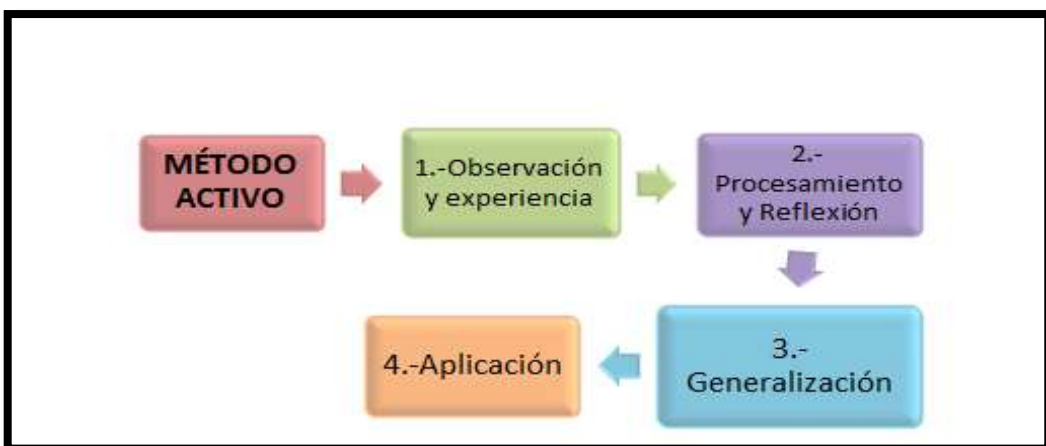 MÉTODO
ACTIVO
1.-Observación
y experiencia
2.-
Procesamiento
y Reflexión
3.-
Generalización
4.-Aplicación